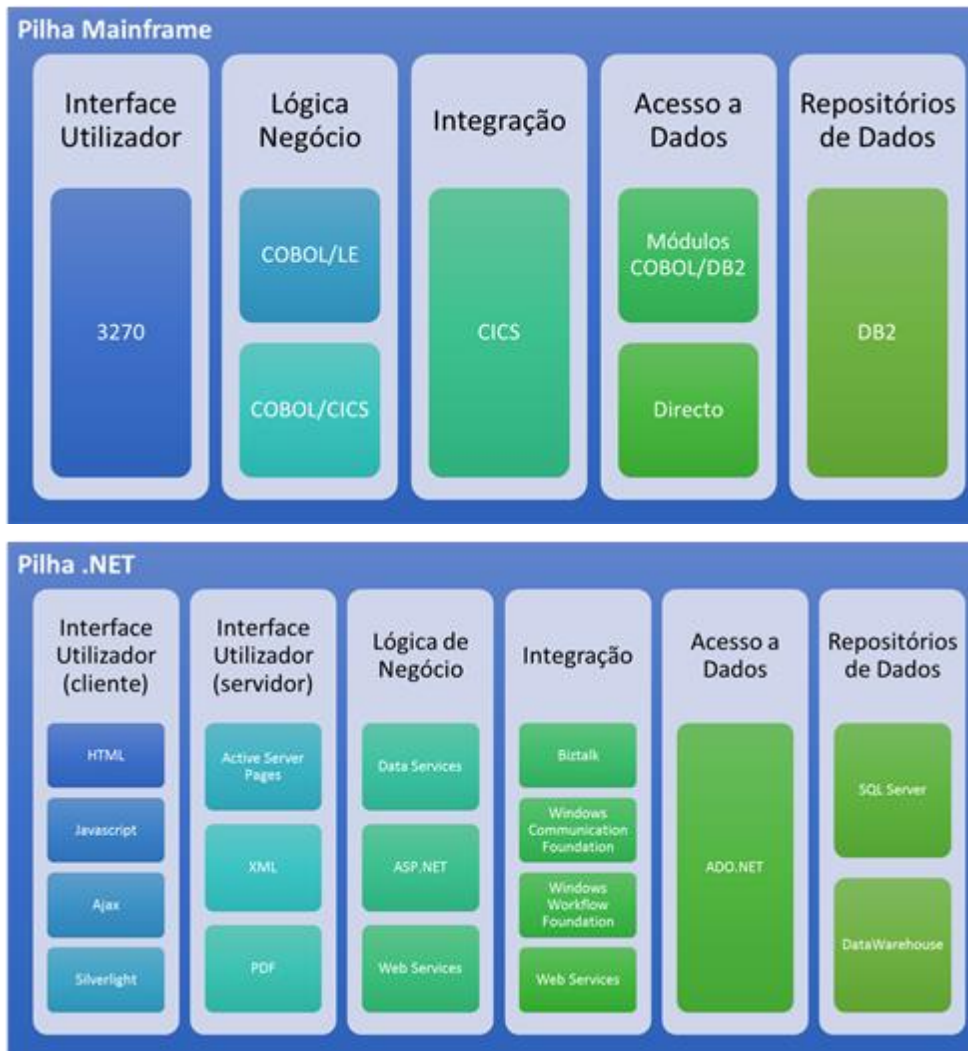 Pilha Mainframe
Interface
Utilizador
3270
Lógica
Negócio
COBOL/LE
COBOL/CICS
Integração
CICS
Acesso a
Dados
Módulos
COBOL/DB2
Directo
Repositórios
de Dados
DB2
Pilha .NET
Interface
Utilizador
(cliente)
HTML
Javascript
Ajax
Silverlight
Interface
Utilizador
(servidor)
Active Server
Pages
XML
PDF
Lógica de
Negócio
Data Services
ASP.NET
Web Services
Integração
Biztalk
Windows
Communication
Foundation
Windows
Workflow
Foundation
Web Services
Acesso a
Dados
ADO.NET
Repositórios
de Dados
SQL Server
DataWarehouse